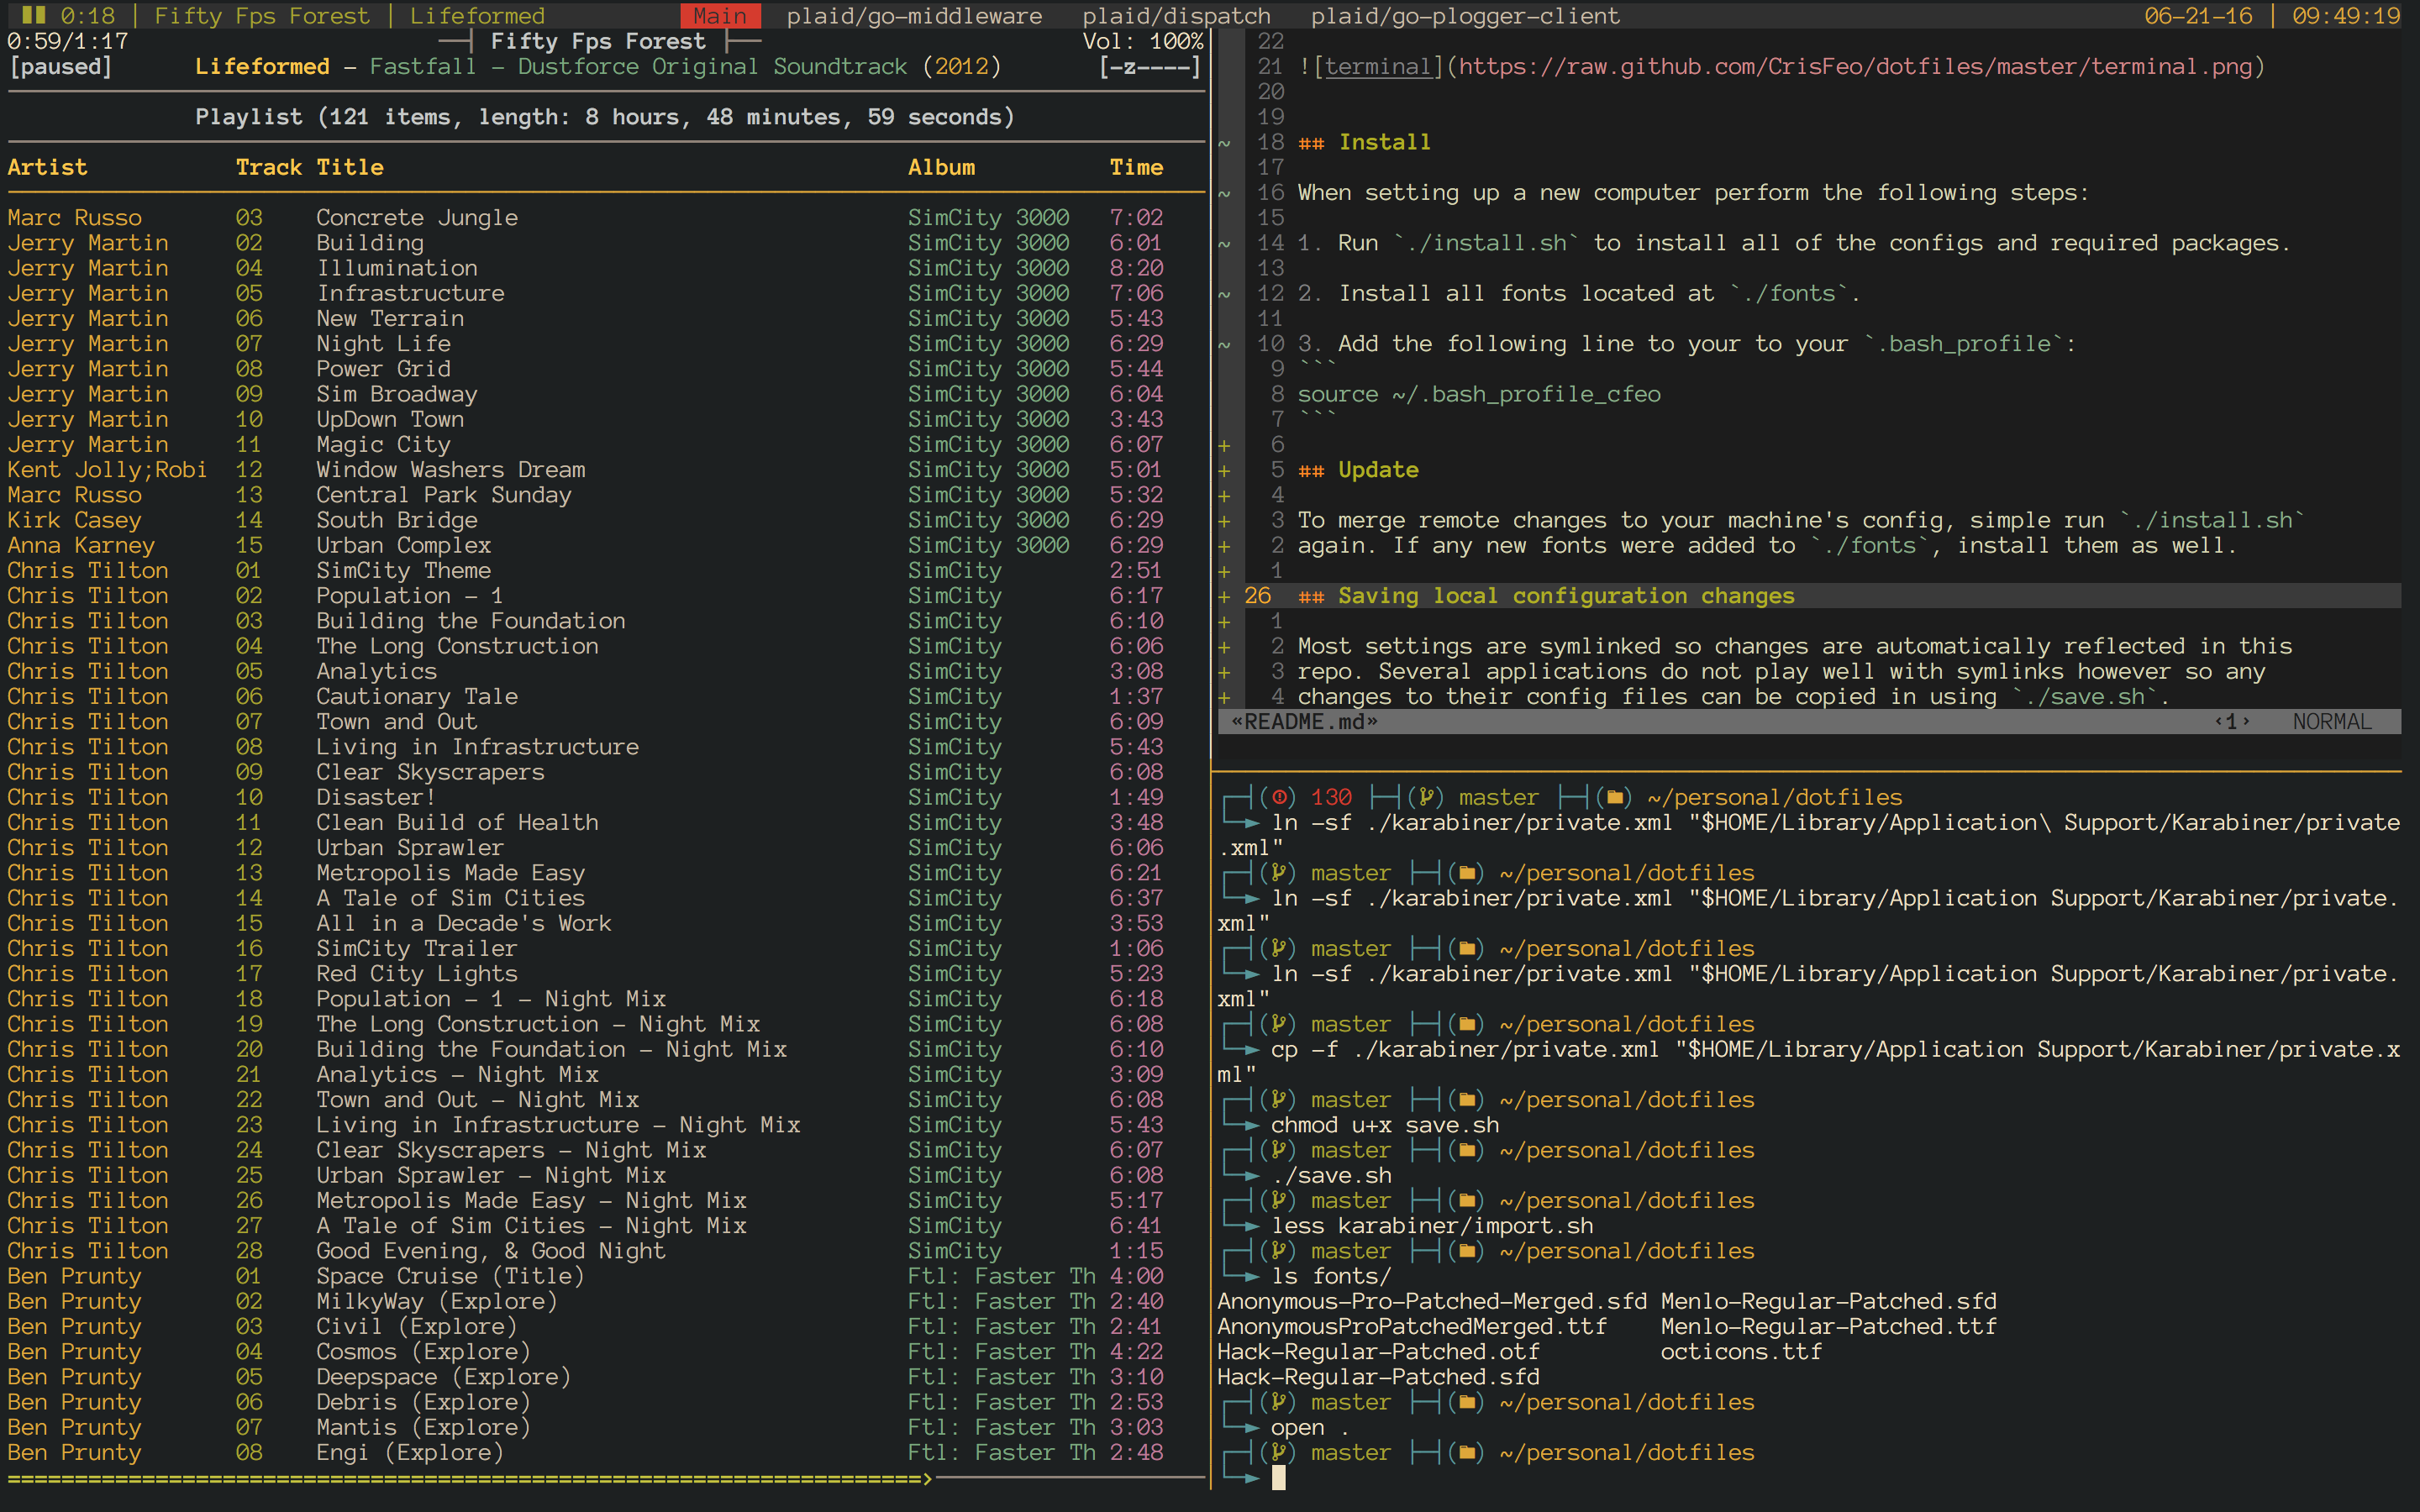 0:18 | Fifty Fps Forest | Lifeformed Main plaid/go-middleware plaid/dispatch plaid/go-plogger-client 06-21-16 | 09:49:19
0:59/1:17 Fifty Fps Forest Vol: 100%
[paused] Lifeformed - Fastfall - Dustforce Original Soundtrack (2012) [-z----]
Playlist (121 items, length: 8 hours, 48 minutes, 59 seconds)
Artist Track Title Album Time
Marc Russo 03 Concrete Jungle SimCity 3000 7:02
Jerry Martin 02 Building SimCity 3000 6:01
Jerry Martin 04 Illumination SimCity 3000 8:20
Jerry Martin 05 Infrastructure SimCity 3000 7:06
Jerry Martin 06 New Terrain SimCity 3000 5:43
Jerry Martin 07 Night Life SimCity 3000 6:29
Jerry Martin 08 Power Grid SimCity 3000 5:44
Jerry Martin 09 Sim Broadway SimCity 3000 6:04
Jerry Martin 10 UpDown Town SimCity 3000 3:43
Jerry Martin 11 Magic City SimCity 3000 6:07
Kent Jolly;Robi 12 Window Washers Dream SimCity 3000 5:01
Marc Russo 13 Central Park Sunday SimCity 3000 5:32
Kirk Casey 14 South Bridge SimCity 3000 6:29
Anna Karney 15 Urban Complex SimCity 3000 6:29
Chris Tilton 01 SimCity Theme SimCity 2:51
Chris Tilton 02 Population - 1 SimCity 6:17
Chris Tilton 03 Building the Foundation SimCity 6:10
Chris Tilton 04 The Long Construction SimCity 6:06
Chris Tilton 05 Analytics SimCity 3:08
Chris Tilton 06 Cautionary Tale SimCity 1:37
Chris Tilton 07 Town and Out SimCity 6:09
Chris Tilton 08 Living in Infrastructure SimCity 5:43
Chris Tilton 09 Clear Skyscrapers SimCity 6:08
Chris Tilton 10 Disaster! SimCity 1:49
Chris Tilton 11 Clean Build of Health SimCity 3:48
Chris Tilton 12 Urban Sprawler SimCity 6:06
Chris Tilton 13 Metropolis Made Easy SimCity 6:21
Chris Tilton 14 A Tale of Sim Cities SimCity 6:37
Chris Tilton 15 All in a Decade's Work SimCity 3:53
Chris Tilton 16 SimCity Trailer SimCity 1:06
Chris Tilton 17 Red City Lights SimCity 5:23
Chris Tilton 18 Population - 1 - Night Mix SimCity 6:18
Chris Tilton 19 The Long Construction - Night Mix SimCity 6:08
Chris Tilton 20 Building the Foundation - Night Mix SimCity 6:10
Chris Tilton 21 Analytics - Night Mix SimCity 3:09
Chris Tilton 22 Town and Out - Night Mix SimCity 6:08
Chris Tilton 23 Living in Infrastructure - Night Mix SimCity 5:43
Chris Tilton 24 Clear Skyscrapers - Night Mix SimCity 6:07
Chris Tilton 25 Urban Sprawler - Night Mix SimCity 6:08
Chris Tilton 26 Metropolis Made Easy - Night Mix SimCity 5:17
Chris Tilton 27 A Tale of Sim Cities - Night Mix SimCity 6:41
Chris Tilton 28 Good Evening, & Good Night SimCity 1:15
Ben Prunty 01 Space Cruise (Title) Ftl: Faster Th 4:00
Ben Prunty 02 MilkyWay (Explore) Ftl: Faster Th 2:40
Ben Prunty 03 Civil (Explore) Ftl: Faster Th 2:41
Ben Prunty 04 Cosmos (Explore) Ftl: Faster Th 4:22
Ben Prunty 05 Deepspace (Explore) Ftl: Faster Th 3:10
Ben Prunty 06 Debris (Explore) Ftl: Faster Th 2:53
Ben Prunty 07 Mantis (Explore) Ftl: Faster Th 3:03
Ben Prunty 08 Engi (Explore) Ftl: Faster Th 2:48
22
21 ![terminal](https://raw.github.com/CrisFeo/dotfiles/master/terminal.png)
20
19
~ 18 ## Install
17
~ 16 When setting up a new computer perform the following steps:
15
~ 14 1. Run `./install.sh` to install all of the configs and required packages.
13
~ 12 2. Install all fonts located at `./fonts`.
11
~ 10 3. Add the following line to your to your `.bash_profile`:
9 ```
8 source ~/.bash_profile_cfeo
7 ```
+ 6
+ 5 ## Update
+ 4
+ 3 To merge remote changes to your machine's config, simple run `./install.sh`
+ 2 again. If any new fonts were added to `./fonts`, install them as well.
+ 1
+ 26 ## Saving local configuration changes
+ 1
+ 2 Most settings are symlinked so changes are automatically reflected in this
+ 3 repo. Several applications do not play well with symlinks however so any
+ 4 changes to their config files can be copied in using `./save.sh`.
«README.md» ‹1› NORMAL
130 master ~/personal/dotfiles
ln -sf ./karabiner/private.xml "$HOME/Library/Application\ Support/Karabiner/private
.xml"
master ~/personal/dotfiles
ln -sf ./karabiner/private.xml "$HOME/Library/Application Support/Karabiner/private.
xml"
master ~/personal/dotfiles
ln -sf ./karabiner/private.xml "$HOME/Library/Application Support/Karabiner/private.
xml"
master ~/personal/dotfiles
cp -f ./karabiner/private.xml "$HOME/Library/Application Support/Karabiner/private.x
ml"
master ~/personal/dotfiles
chmod u+x save.sh
master ~/personal/dotfiles
./save.sh
master ~/personal/dotfiles
less karabiner/import.sh
master ~/personal/dotfiles
ls fonts/
Anonymous-Pro-Patched-Merged.sfd Menlo-Regular-Patched.sfd
AnonymousProPatchedMerged.ttf Menlo-Regular-Patched.ttf
Hack-Regular-Patched.otf octicons.ttf
Hack-Regular-Patched.sfd
master ~/personal/dotfiles
open .
master ~/personal/dotfiles